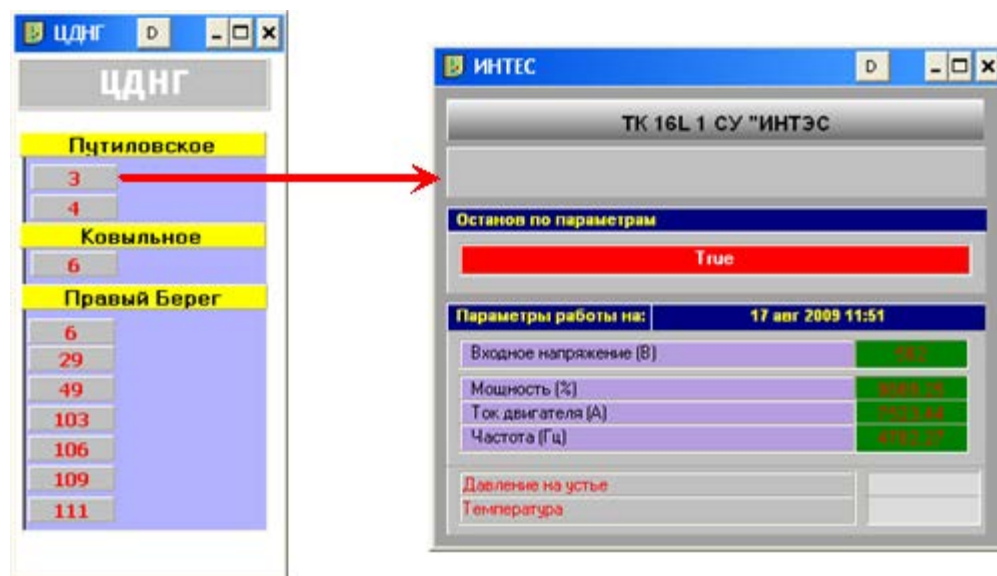 ЦДНГ
D
ЦДНГ
Путиловское
3
4
Ковыльное
6
Правый Берег
6
29
49
103
106
109
111
ИНТЕС
D
ТК 16L 1 СУ "ИНТЭС
Останов по параметрам
True
Параметры работы на: 17 авг 2009 11:51
Входное напряжение (В)
Мощность (%)
Ток двигателя (А)
Частота (Гц)
Давление на устье
Температура